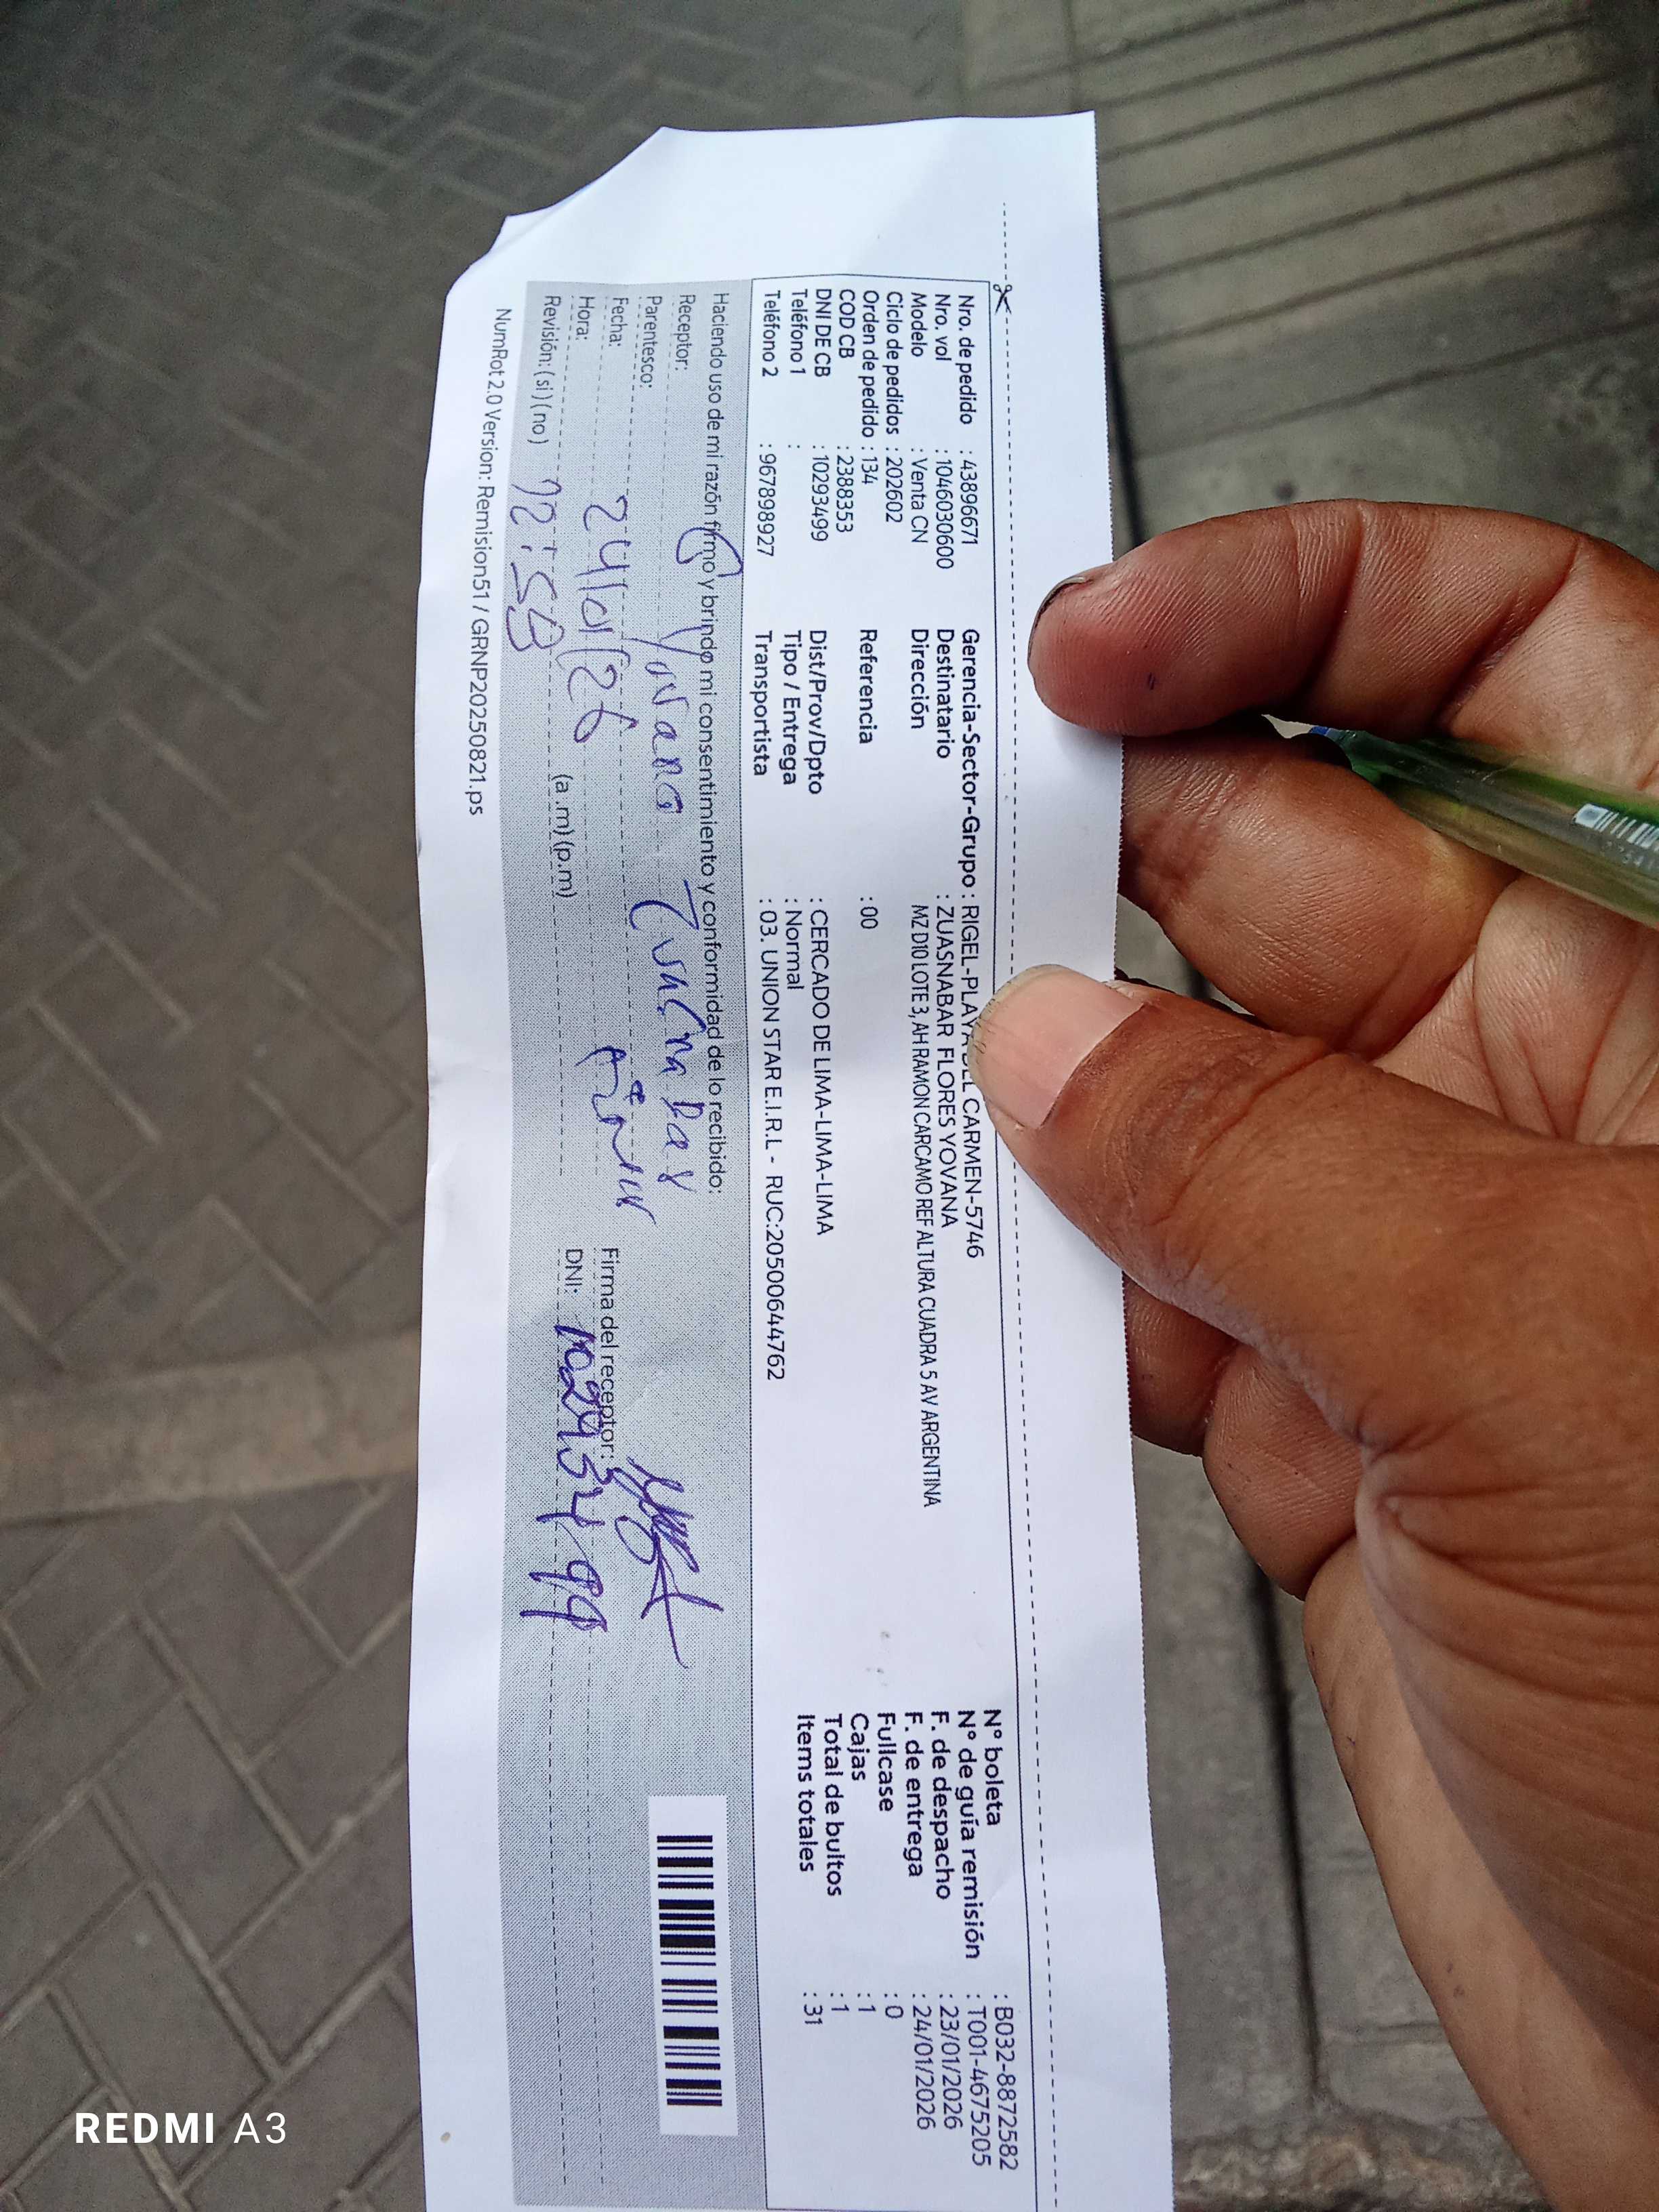 Nro. de pedido : 43896671
Nro. vol : 1046030600
Modelo : Venta CN
Ciclo de pedidos : 202602
Orden de pedido : 134
COD CB : 2388353
DNI DE CB : 10293499
Teléfono 1 :
Teléfono 2 : 967898927
Gerencia-Sector-Grupo : RIGEL-PLAYA DEL CARMEN-5746
Destinatario : ZUASNABAR FLORES YOVANA
Dirección MZ D10 LOTE 3, AH RAMON CARCAMO REF ALTURA CUADRA 5 AV ARGENTINA
Referencia : 00
Dist/Prov/Dpto : CERCADO DE LIMA-LIMA-LIMA
Tipo / Entrega : Normal
Transportista : 03. UNION STAR E.I.R.L - RUC:20500644762
N° boleta : B032-8872582
N° de guía remisión : T001-4675205
F. de despacho : 23/01/2026
F. de entrega : 24/01/2026
Fullcase : 0
Cajas : 1
Total de bultos : 1
Items totales : 31
Haciendo uso de mi razón firmo y brindo mi consentimiento y conformidad de lo recibido:
Receptor:
Parentesco:
Fecha: 24/01/26
Hora: 12:58 (a .m) (p.m)
Revisión: (si) (no)
Firma del receptor:
DNI: 10293499
NumRot 2.0 Version: Remision51 / GRNP20250821.ps
REDMI A3